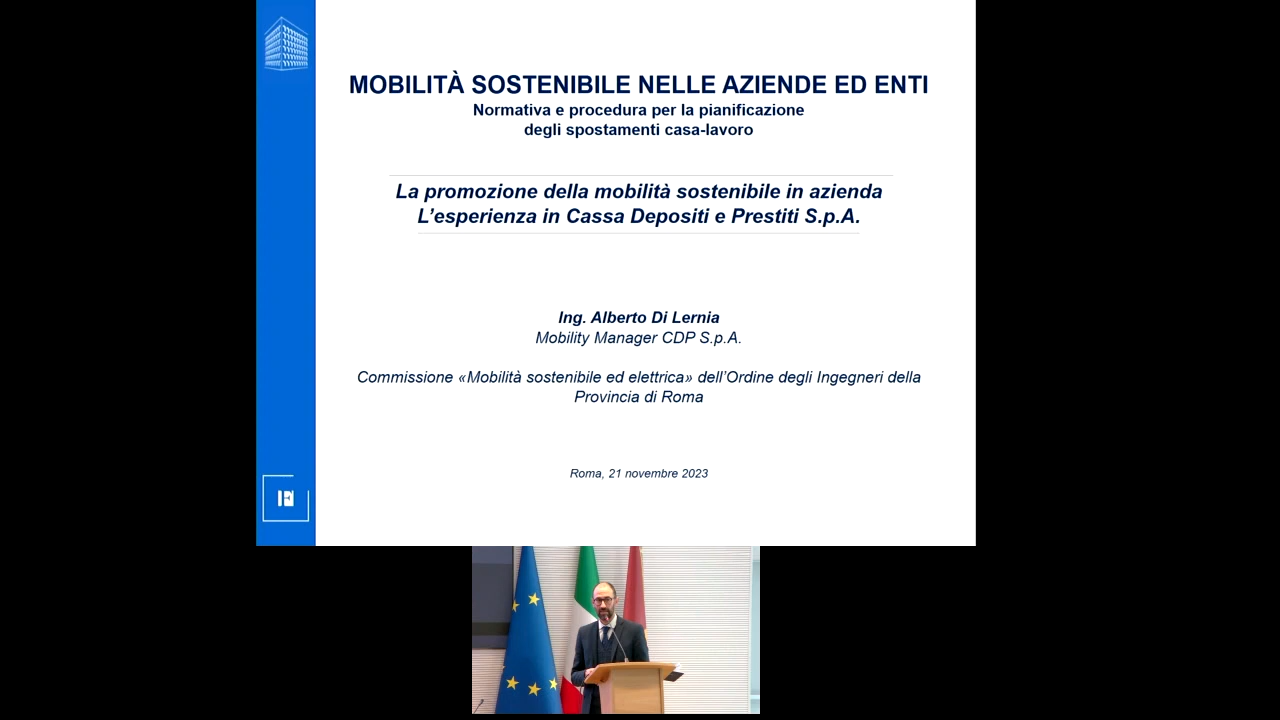 MOBILITÀ SOSTENIBILE NELLE AZIENDE ED ENTI
Normativa e procedura per la pianificazione
degli spostamenti casa-lavoro
La promozione della mobilità sostenibile in azienda
L’esperienza in Cassa Depositi e Prestiti S.p.A.
Ing. Alberto Di Lernia
Mobility Manager CDP S.p.A.
Commissione «Mobilità sostenibile ed elettrica» dell’Ordine degli Ingegneri della
Provincia di Roma
Roma, 21 novembre 2023